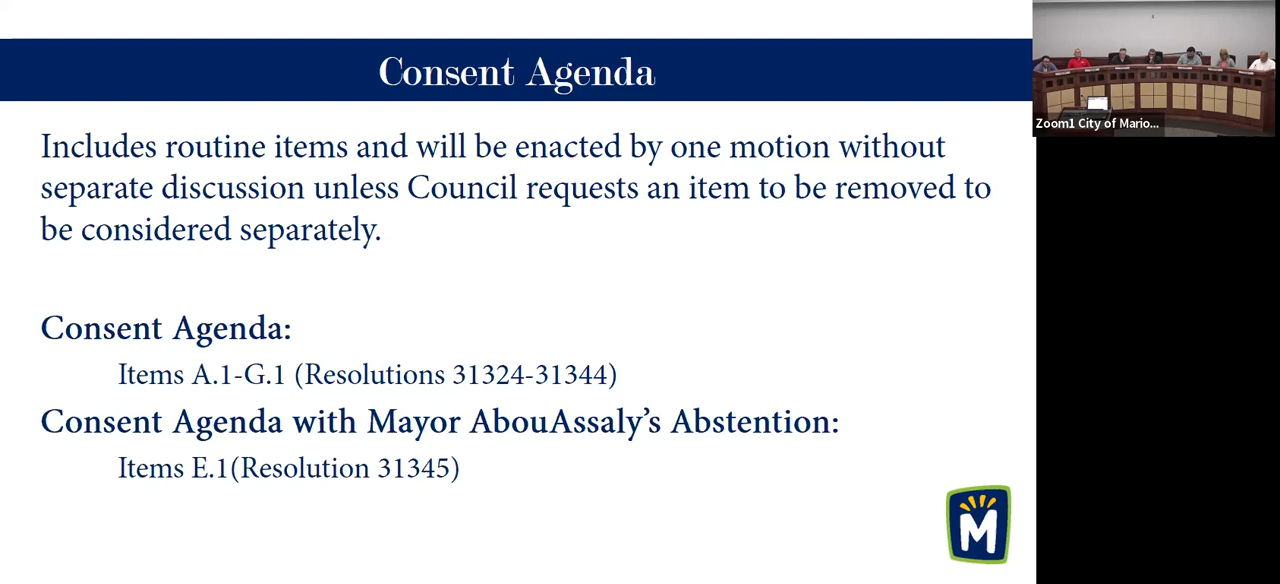 Consent Agenda
Includes routine items and will be enacted by one motion without
separate discussion unless Council requests an item to be removed to
be considered separately.
Consent Agenda:
Items A.1-G.1 (Resolutions 31324-31344)
Consent Agenda with Mayor AbouAssaly’s Abstention:
Items E.1(Resolution 31345)
M
Zoom1 City of Mario...